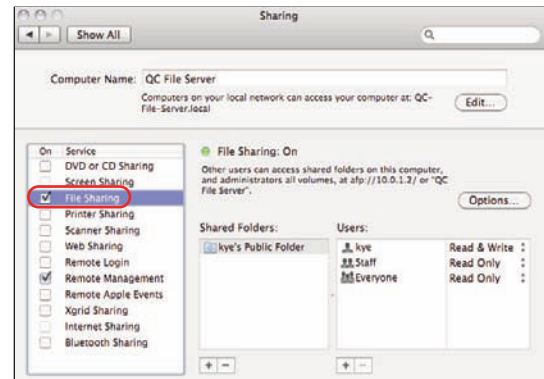 Sharing
Show All
Computer Name: QC File Server
Computers on your local network can access your computer at: QC-
File-Server.local
Edit...
On Service
DVD or CD Sharing
Screen Sharing
File Sharing
Printer Sharing
Scanner Sharing
Web Sharing
Remote Login
Remote Management
Remote Apple Events
Xgrid Sharing
Internet Sharing
Bluetooth Sharing
File Sharing: On
Other users can access shared folders on this computer,
and administrators all volumes, at afp://10.0.1.2/ or "QC
File Server".
Options...
Shared Folders:
kye's Public Folder
Users:
kye Read & Write
Staff Read Only
Everyone Read Only